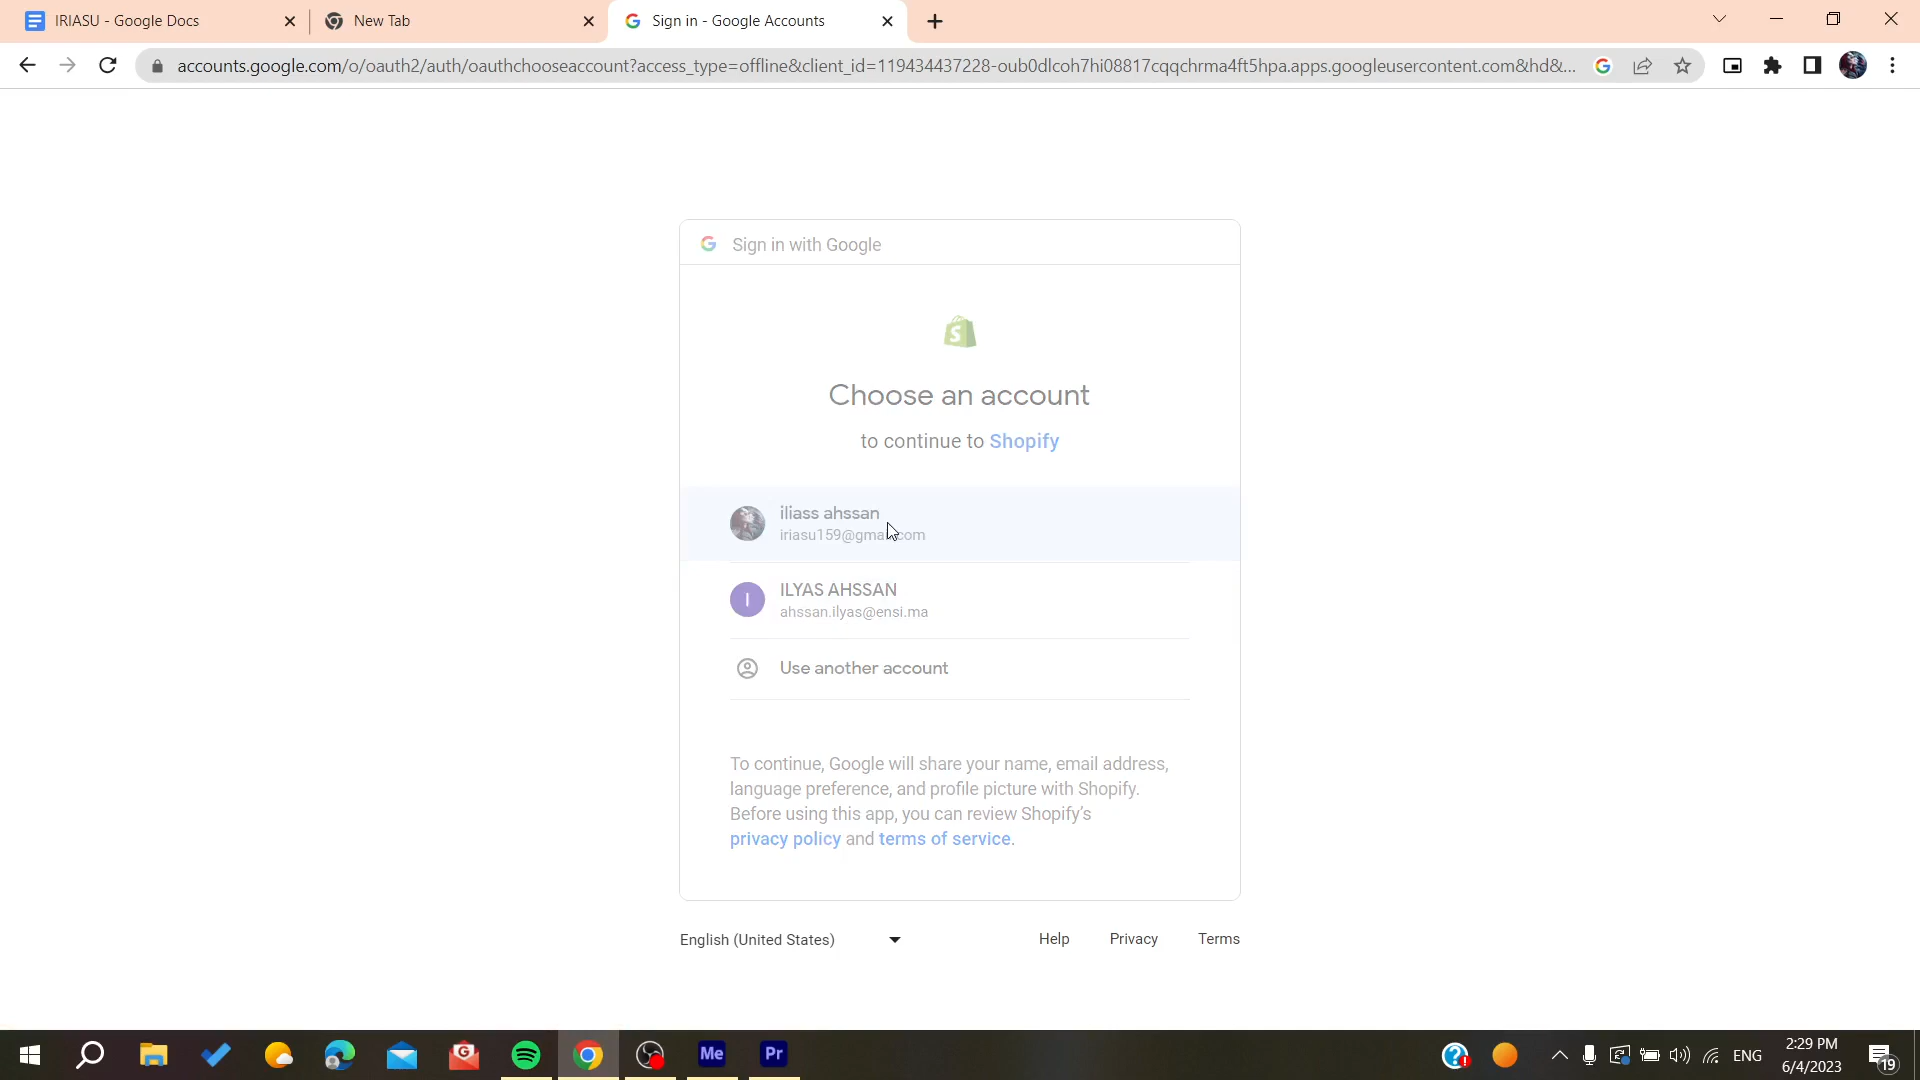 IRIASU - Google Docs
New Tab
Sign in - Google Accounts
accounts.google.com/o/oauth2/auth/oauthchooseaccount?access_type=offline&client_id=119434437228-oub0dlcoh7hi08817cqqchrma4ft5hpa.apps.googleusercontent.com&hd&...
Sign in with Google
Choose an account
to continue to Shopify
iliass ahssan
I
ILYAS AHSSAN
ahssan.ilyas@ensi.ma
Use another account
To continue, Google will share your name, email address,
language preference, and profile picture with Shopify.
Before using this app, you can review Shopify's
privacy policy and terms of service.
English (United States)
Help
Privacy
Terms
Me
Pr
ENG
2:29 PM
6/4/2023
19